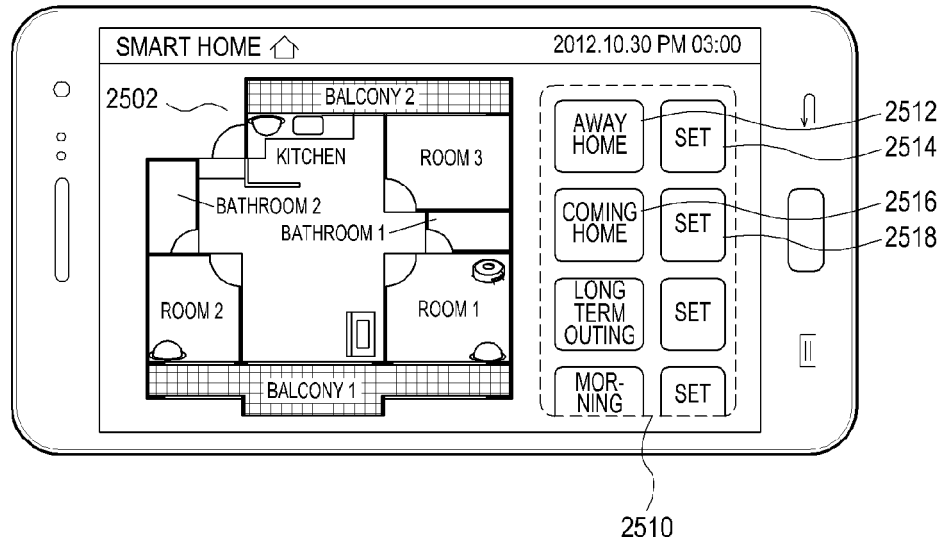 SMART HOME
2012.10.30 PM 03:00
2502
BALCONY 2
KITCHEN
ROOM 3
BATHROOM 2
BATHROOM 1
ROOM 2
ROOM 1
BALCONY 1
AWAY
HOME
SET
COMING
HOME
SET
LONG
TERM
OUTING
SET
MOR-
NING
SET
2512
2514
2516
2518
2510